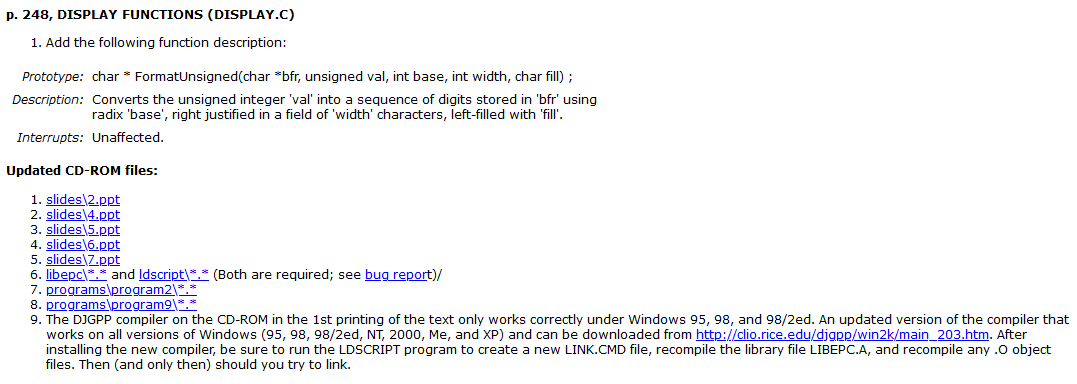 p. 248, DISPLAY FUNCTIONS (DISPLAY.C)
1. Add the following function description:
Prototype: char * FormatUnsigned(char *bfr, unsigned val, int base, int width, char fill) ;
Description: Converts the unsigned integer 'val' into a sequence of digits stored in 'bfr' using
radix 'base', right justified in a field of 'width' characters, left-filled with 'fill'.
Interrupts: Unaffected.
Updated CD-ROM files:
1. slides\2.ppt
2. slides\4.ppt
3. slides\5.ppt
4. slides\6.ppt
5. slides\7.ppt
6. libepc\*.* and ldscript\*.* (Both are required; see bug report)/
7. programs\program2\*.*
8. programs\program9\*.*
9. The DJGPP compiler on the CD-ROM in the 1st printing of the text only works correctly under Windows 95, 98, and 98/2ed. An updated version of the compiler that
works on all versions of Windows (95, 98, 98/2ed, NT, 2000, Me, and XP) and can be downloaded from http://clio.rice.edu/djgpp/win2k/main_203.htm. After
installing the new compiler, be sure to run the LDSCRIPT program to create a new LINK.CMD file, recompile the library file LIBEPC.A, and recompile any .O object
files. Then (and only then) should you try to link.